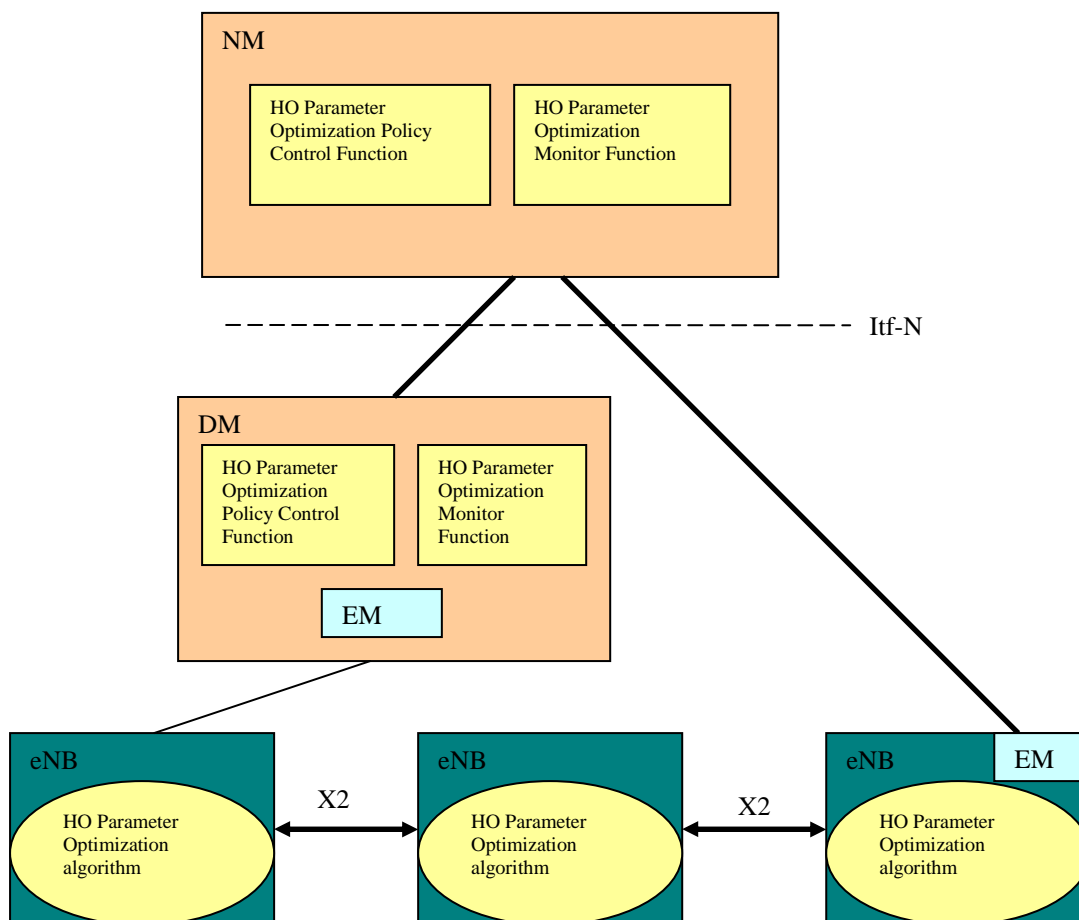 NM
HO Parameter
Optimization Policy
Control Function
HO Parameter
Optimization
Monitor Function
Itf-N
DM
HO Parameter
Optimization
Policy Control
Function
HO Parameter
Optimization
Monitor
Function
EM
eNB
HO Parameter
Optimization
algorithm
X2
eNB
HO Parameter
Optimization
algorithm
X2
eNB
EM
HO Parameter
Optimization
algorithm